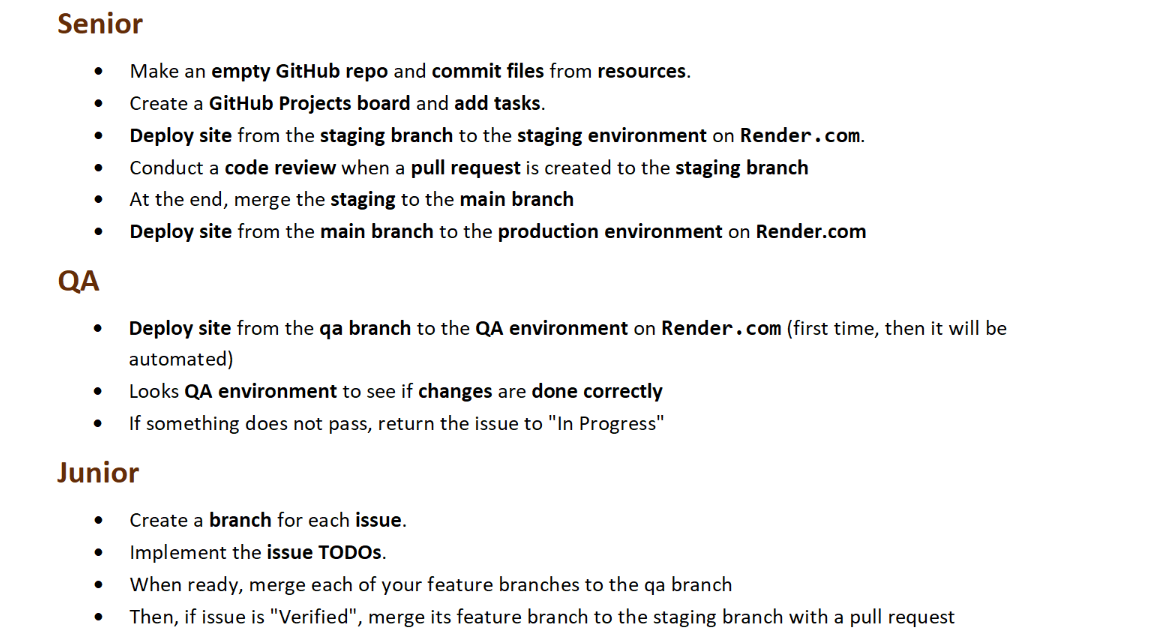 Senior
• Make an empty GitHub repo and commit files from resources.
• Create a GitHub Projects board and add tasks.
• Deploy site from the staging branch to the staging environment on Render.com.
• Conduct a code review when a pull request is created to the staging branch
• At the end, merge the staging to the main branch
• Deploy site from the main branch to the production environment on Render.com
QA
• Deploy site from the qa branch to the QA environment on Render.com (first time, then it will be
automated)
• Looks QA environment to see if changes are done correctly
• If something does not pass, return the issue to "In Progress"
Junior
• Create a branch for each issue.
• Implement the issue TODOs.
• When ready, merge each of your feature branches to the qa branch
• Then, if issue is "Verified", merge its feature branch to the staging branch with a pull request